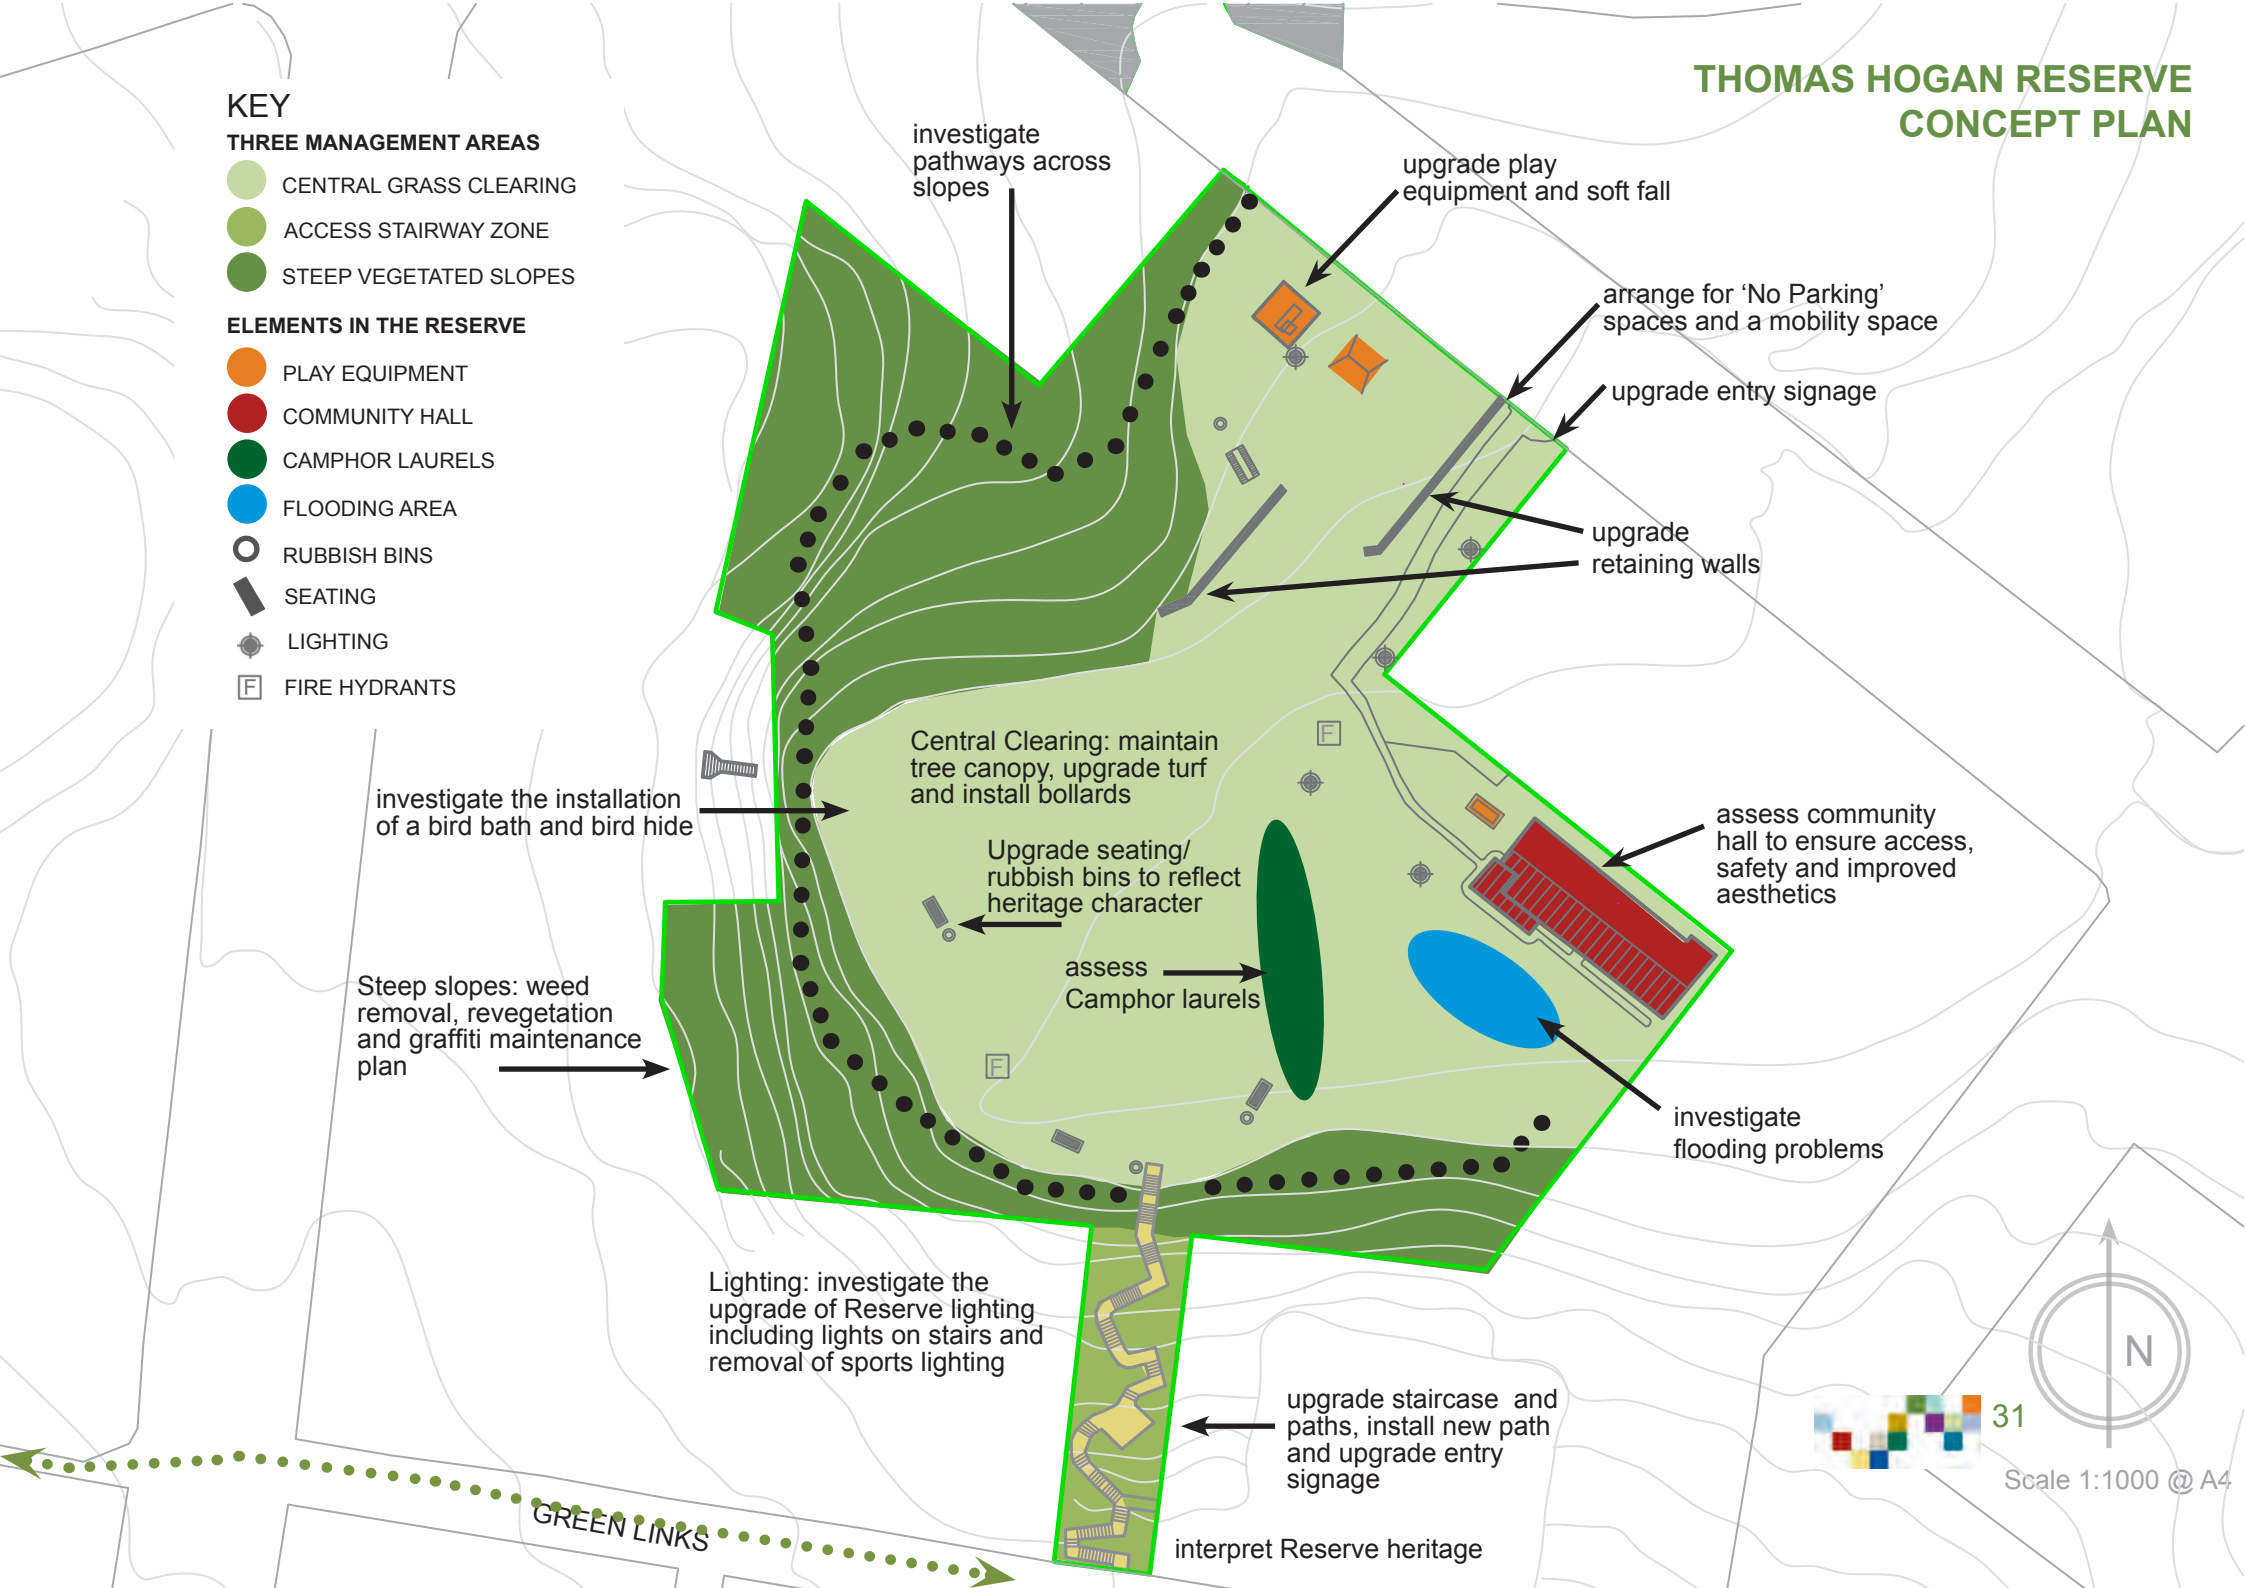 THOMAS HOGAN RESERVE
CONCEPT PLAN
KEY
THREE MANAGEMENT AREAS
CENTRAL GRASS CLEARING
ACCESS STAIRWAY ZONE
STEEP VEGETATED SLOPES
ELEMENTS IN THE RESERVE
PLAY EQUIPMENT
COMMUNITY HALL
CAMPHOR LAURELS
FLOODING AREA
RUBBISH BINS
SEATING
LIGHTING
F
FIRE HYDRANTS
investigate
pathways across
slopes
upgrade play
equipment and soft fall
arrange for ‘No Parking’
spaces and a mobility space
upgrade entry signage
upgrade
retaining walls
F
Central Clearing: maintain
tree canopy, upgrade turf
and install bollards
investigate the installation
of a bird bath and bird hide
Upgrade seating/
rubbish bins to reflect
heritage character
assess community
hall to ensure access,
safety and improved
aesthetics
assess
Camphor laurels
Steep slopes: weed
removal, revegetation
and graffiti maintenance
plan
F
investigate
flooding problems
Lighting: investigate the
upgrade of Reserve lighting
including lights on stairs and
removal of sports lighting
upgrade staircase and
paths, install new path
and upgrade entry
signage
interpret Reserve heritage
GREEN LINKS
N
31
Scale 1:1000 @ A4